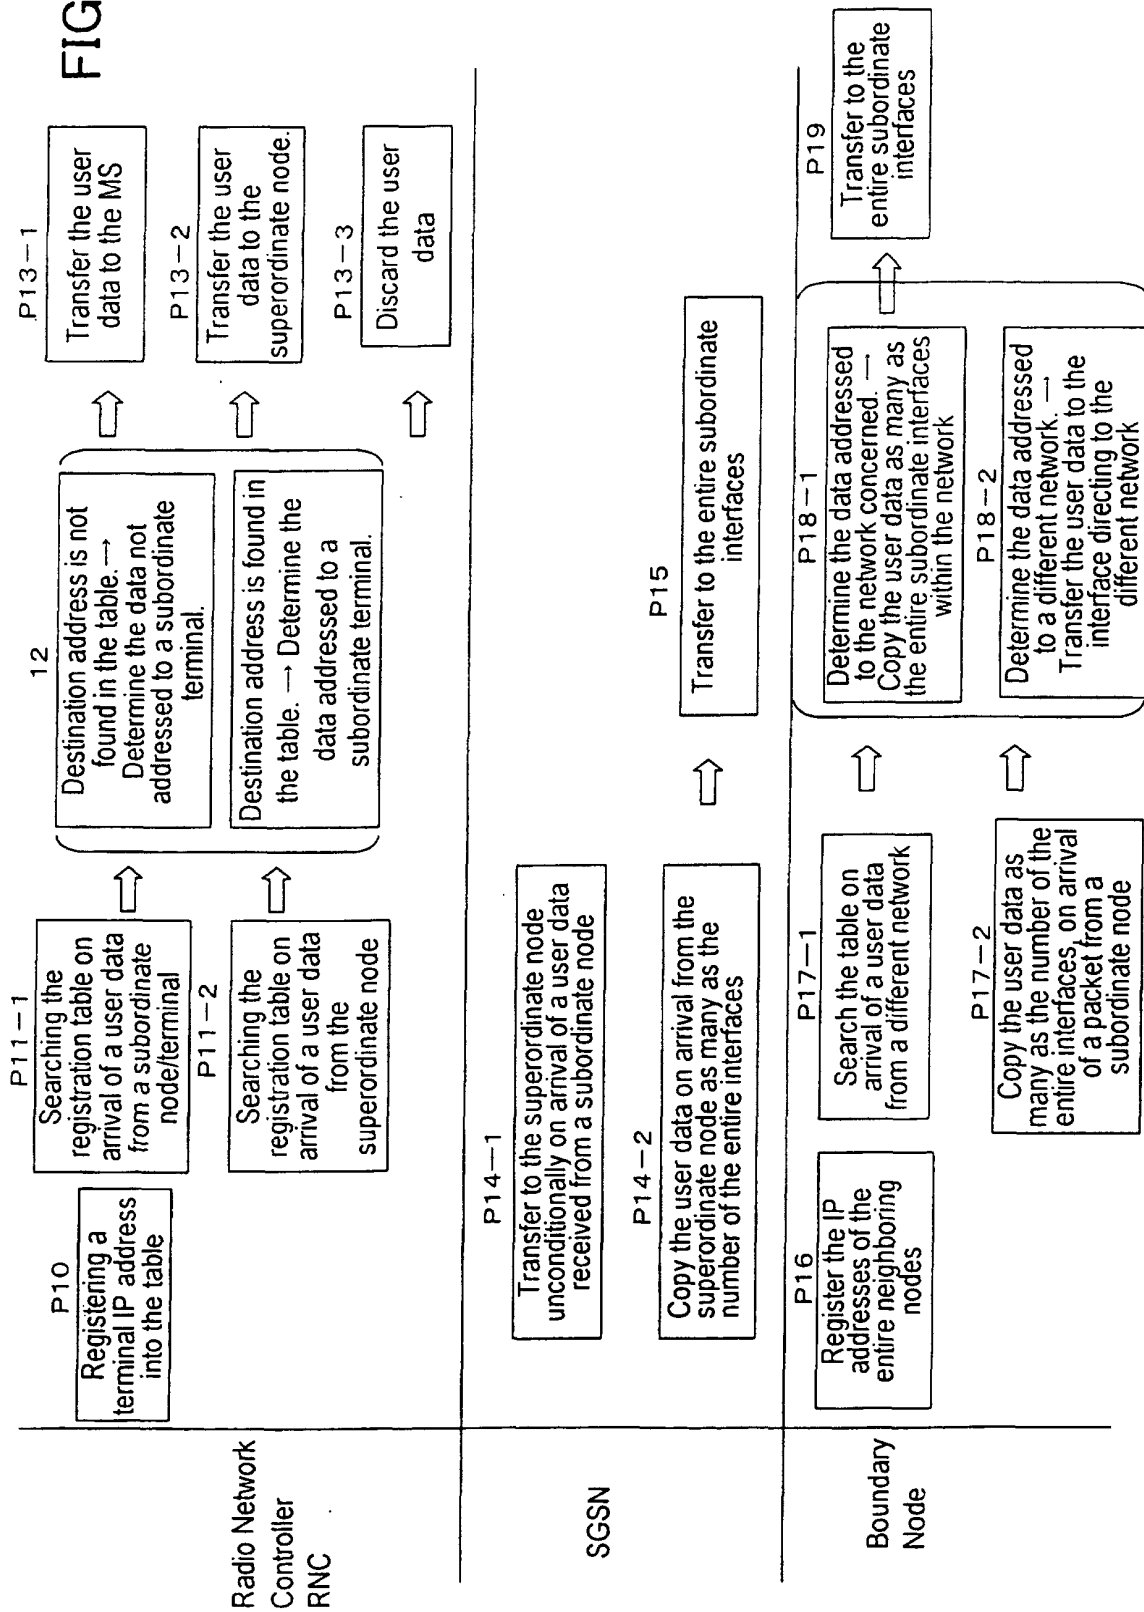 FIG
Radio Network
Controller
RNC
P10
Registering a
terminal IP address
into the table
P11-1
Searching the
registration table on
arrival of a user data
from a subordinate
node/terminal
P11-2
Searching the
registration table on
arrival of a user data
from the
superordinate node
12
Destination address is not
found in the table.→
Determine the data not
addressed to a subordinate
terminal.
Destination address is found in
the table. → Determine the
data addressed to a
subordinate terminal.
P13-1
Transfer the user
data to the MS
P13-2
Transfer the user
data to the
superordinate node.
P13-3
Discard the user
data
SGSN
P14-1
Transfer to the superordinate node
unconditionally on arrival of a user data
received from a subordinate node
P14-2
Copy the user data on arrival from the
superordinate node as many as the
number of the entire interfaces
P15
Transfer to the entire subordinate
interfaces
Boundary
Node
P16
Register the IP
addresses of the
entire neighboring
nodes
P17-1
Search the table on
arrival of a user data
from a different network
P17-2
Copy the user data as
many as the number of the
entire interfaces, on arrival
of a packet from a
subordinate node
P18-1
Determine the data addressed
to the network concerned. →
Copy the user data as many as
the entire subordinate interfaces
within the network
P18-2
Determine the data addressed
to a different network. →
Transfer the user data to the
interface directing to the
different network
P19
Transfer to the
entire subordinate
interfaces